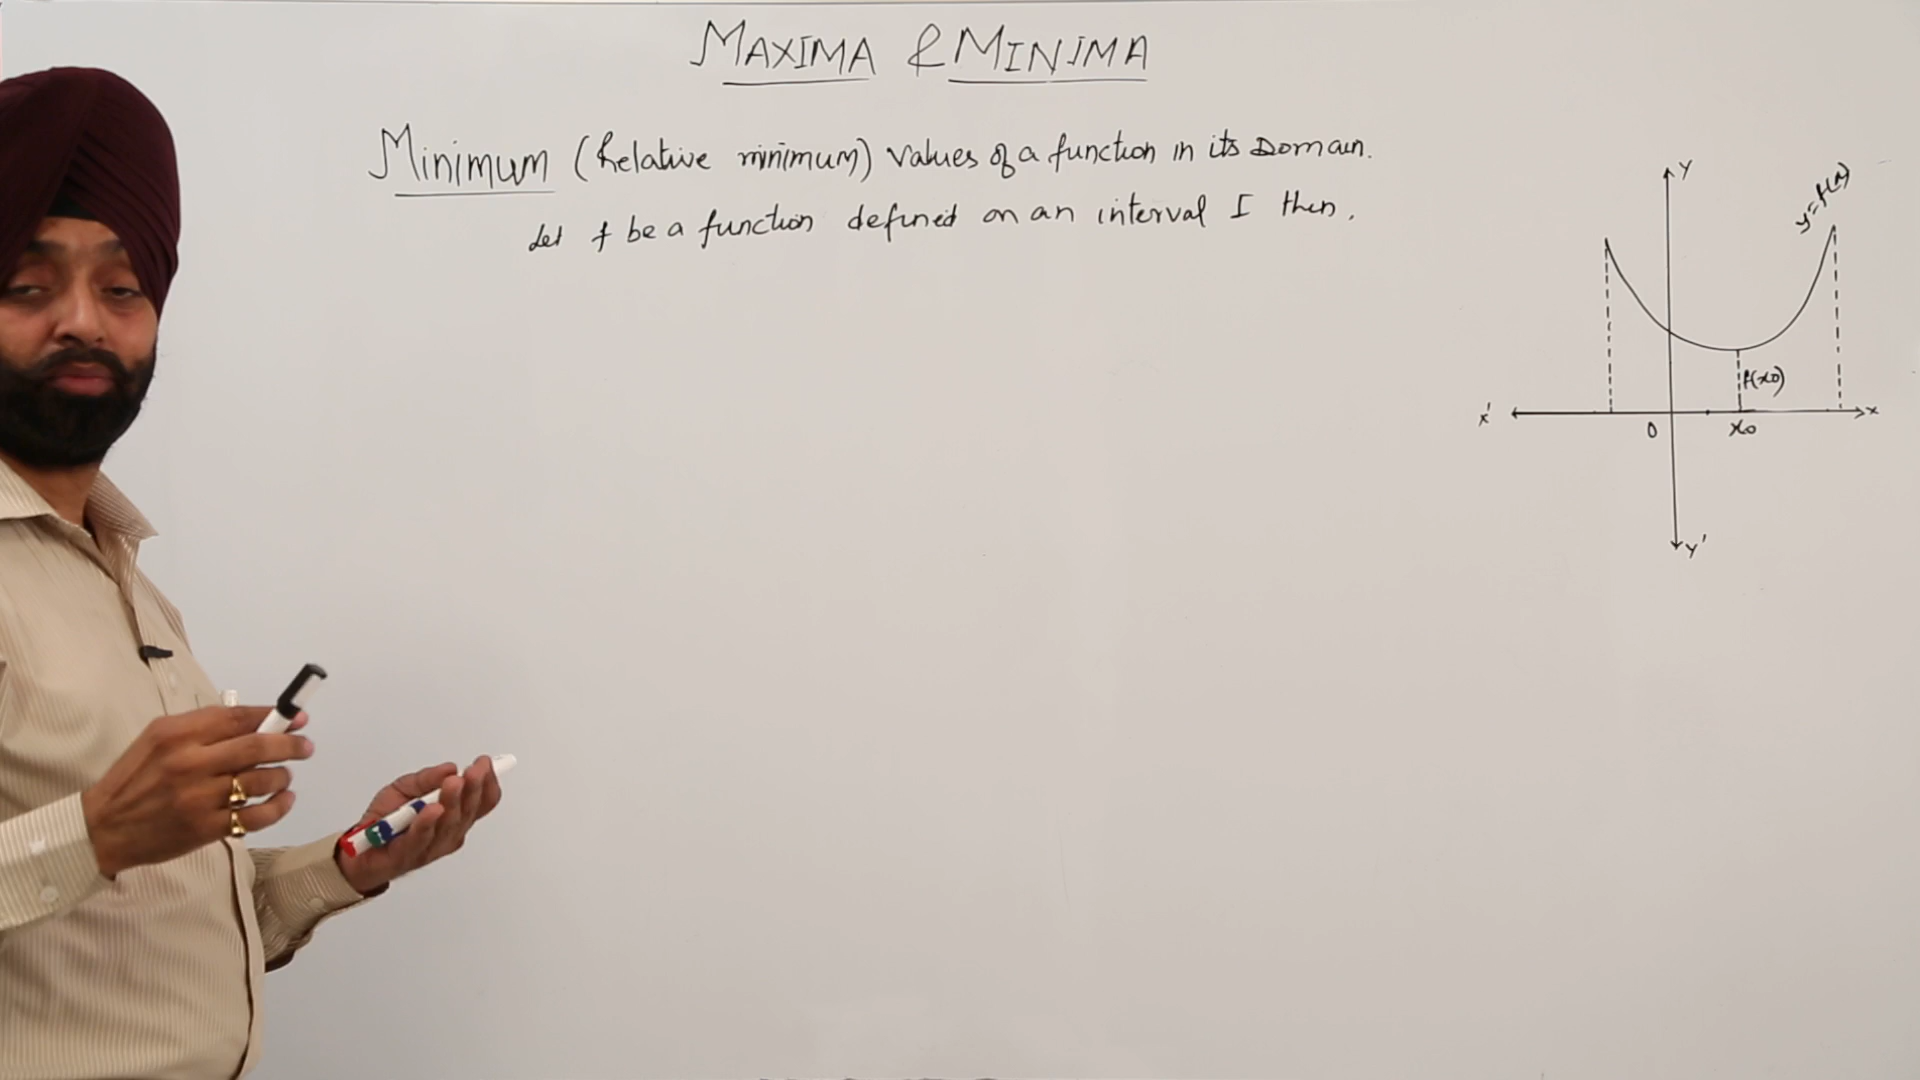 MAXIMA & MINIMA
Minimum (Relative minimum) values of a function in its Domain.
Let f be a function defined on an interval I then.
Y
y=f(x)
f(x0)
X'
X
0
x0
Y'